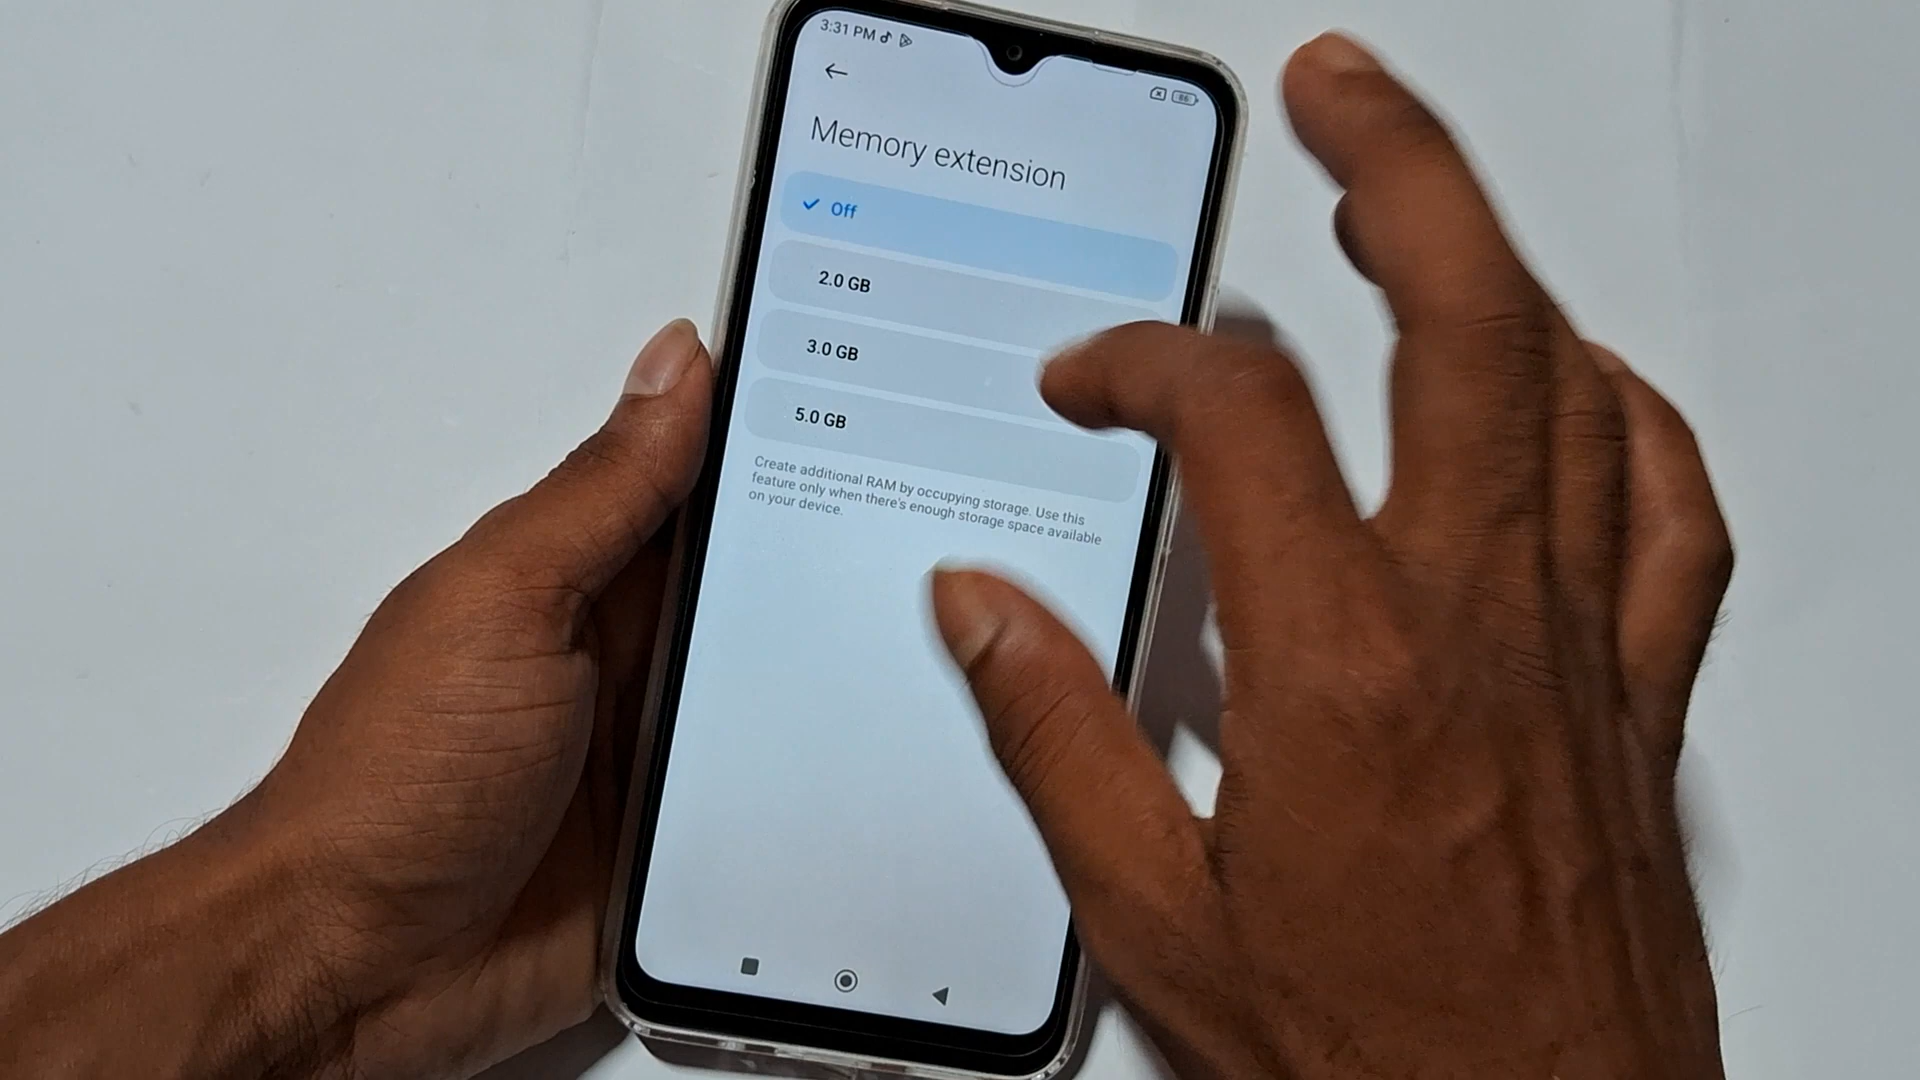 3:31 PM
86
Memory extension
Off
2.0 GB
3.0 GB
5.0 GB
Create additional RAM by occupying storage. Use this
feature only when there's enough storage space available
on your device.